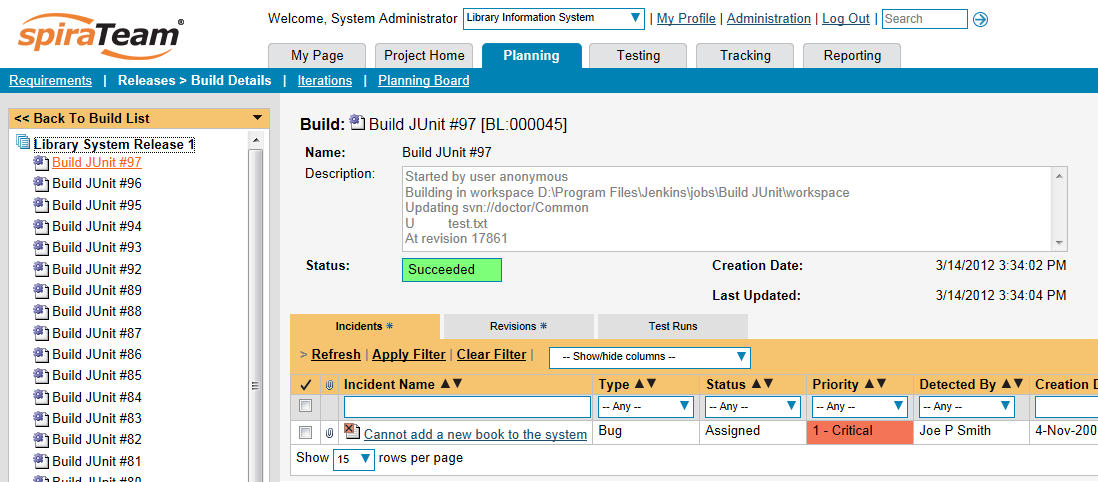 spiraTeam®
Welcome, System Administrator Library Information System | My Profile | Administration | Log Out | Search
My Page Project Home Planning Testing Tracking Reporting
Requirements | Releases > Build Details | Iterations | Planning Board
<< Back To Build List
Library System Release 1
Build JUnit #97
Build JUnit #96
Build JUnit #95
Build JUnit #94
Build JUnit #93
Build JUnit #92
Build JUnit #89
Build JUnit #88
Build JUnit #87
Build JUnit #86
Build JUnit #85
Build JUnit #84
Build JUnit #83
Build JUnit #82
Build JUnit #81
Build JUnit #80
Build: Build JUnit #97 [BL:000045]
Name: Build JUnit #97
Description: Started by user anonymous
Building in workspace D:\Program Files\Jenkins\jobs\Build JUnit\workspace
Updating svn://doctor/Common
U test.txt
At revision 17861
Status: Succeeded Creation Date: 3/14/2012 3:34:02 PM
Last Updated: 3/14/2012 3:34:04 PM
Incidents * Revisions * Test Runs
> Refresh | Apply Filter | Clear Filter | -- Show/hide columns --
Incident Name Type Status Priority Detected By Creation D
-- Any -- -- Any -- -- Any -- -- Any --
Cannot add a new book to the system Bug Assigned 1 - Critical Joe P Smith 4-Nov-200
Show 15 rows per page